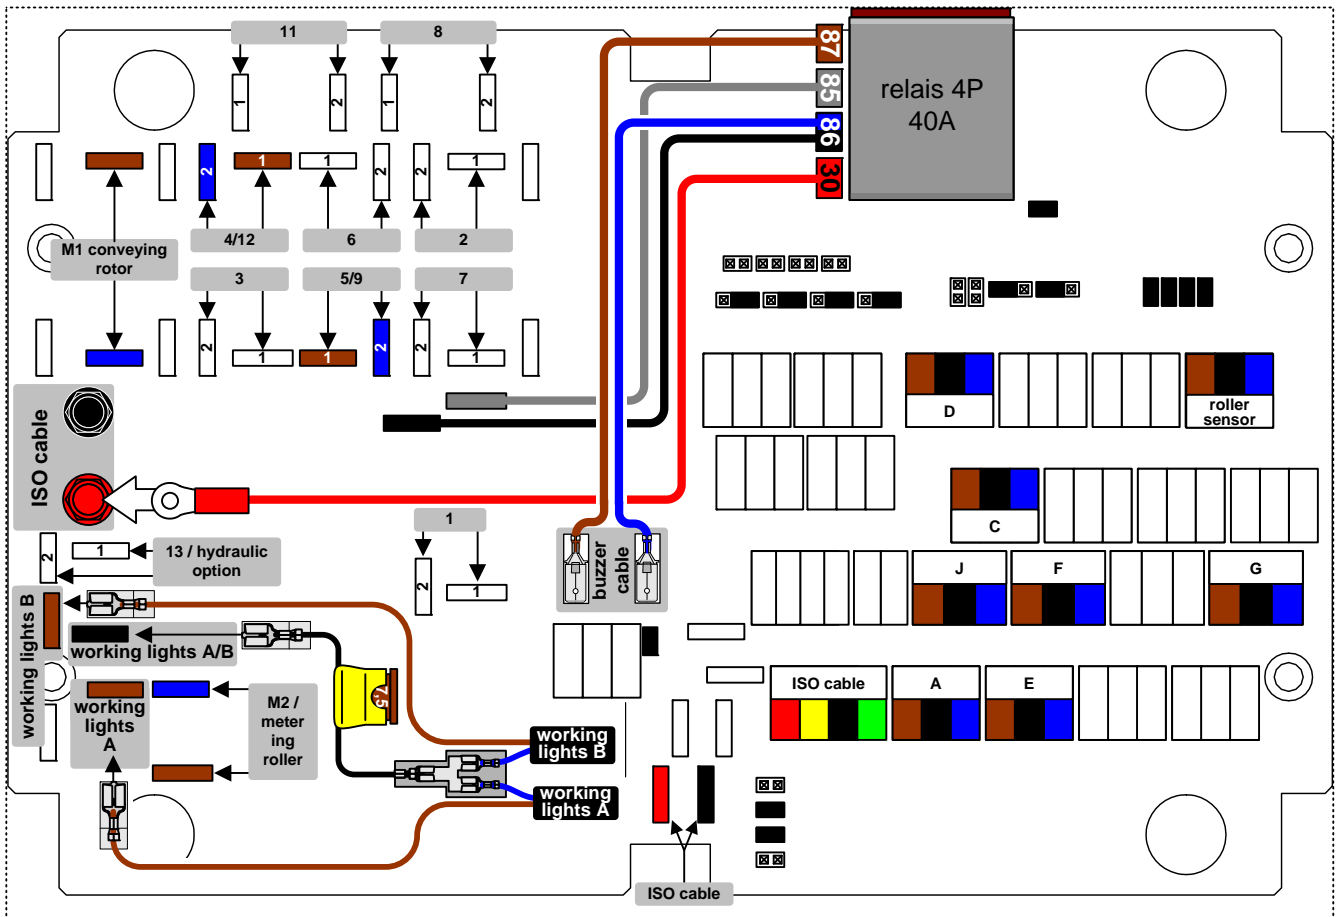 11
8
87
85
86
30
relais 4P
40A
1
2
1
2
2
1
1
2
2
1
M1 conveying
rotor
4/12
6
2
3
5/9
7
2
1
1
2
2
1
D
roller
sensor
ISO cable
C
1
2
1
13 / hydraulic
option
2
1
buzzer
cable
J
F
G
working lights B
working lights A/B
working
lights
A
M2 /
meter
ing
roller
7,5
working
lights B
working
lights A
ISO cable
A
E
ISO cable